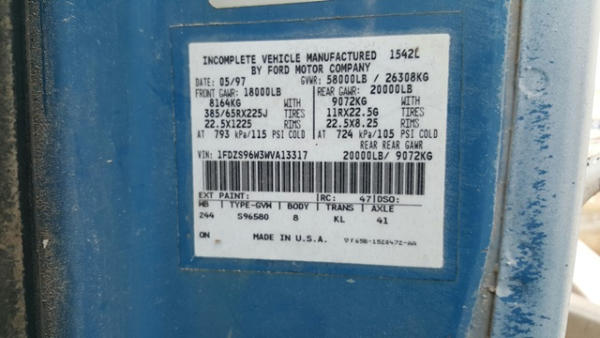 INCOMPLETE VEHICLE MANUFACTURED 1542L
BY FORD MOTOR COMPANY
DATE: 05/97 GVWR: 58000LB / 26308KG
FRONT GAWR: 18000LB REAR GAWR: 20000LB
8164KG WITH 9072KG WITH
385/65RX225J TIRES 11RX22.5G TIRES
22.5X1225 RIMS 22.5X8.25 RIMS
AT 793 kPa/115 PSI COLD AT 724 kPa/105 PSI COLD
REAR REAR GAWR
VIN: 1FDZS96W3WVA13317 20000LB/ 9072KG
EXT PAINT: RC: 47 DSO:
WB TYPE-GVM BODY TRANS AXLE
244 S96580 8 KL 41
ON MADE IN U.S.A.